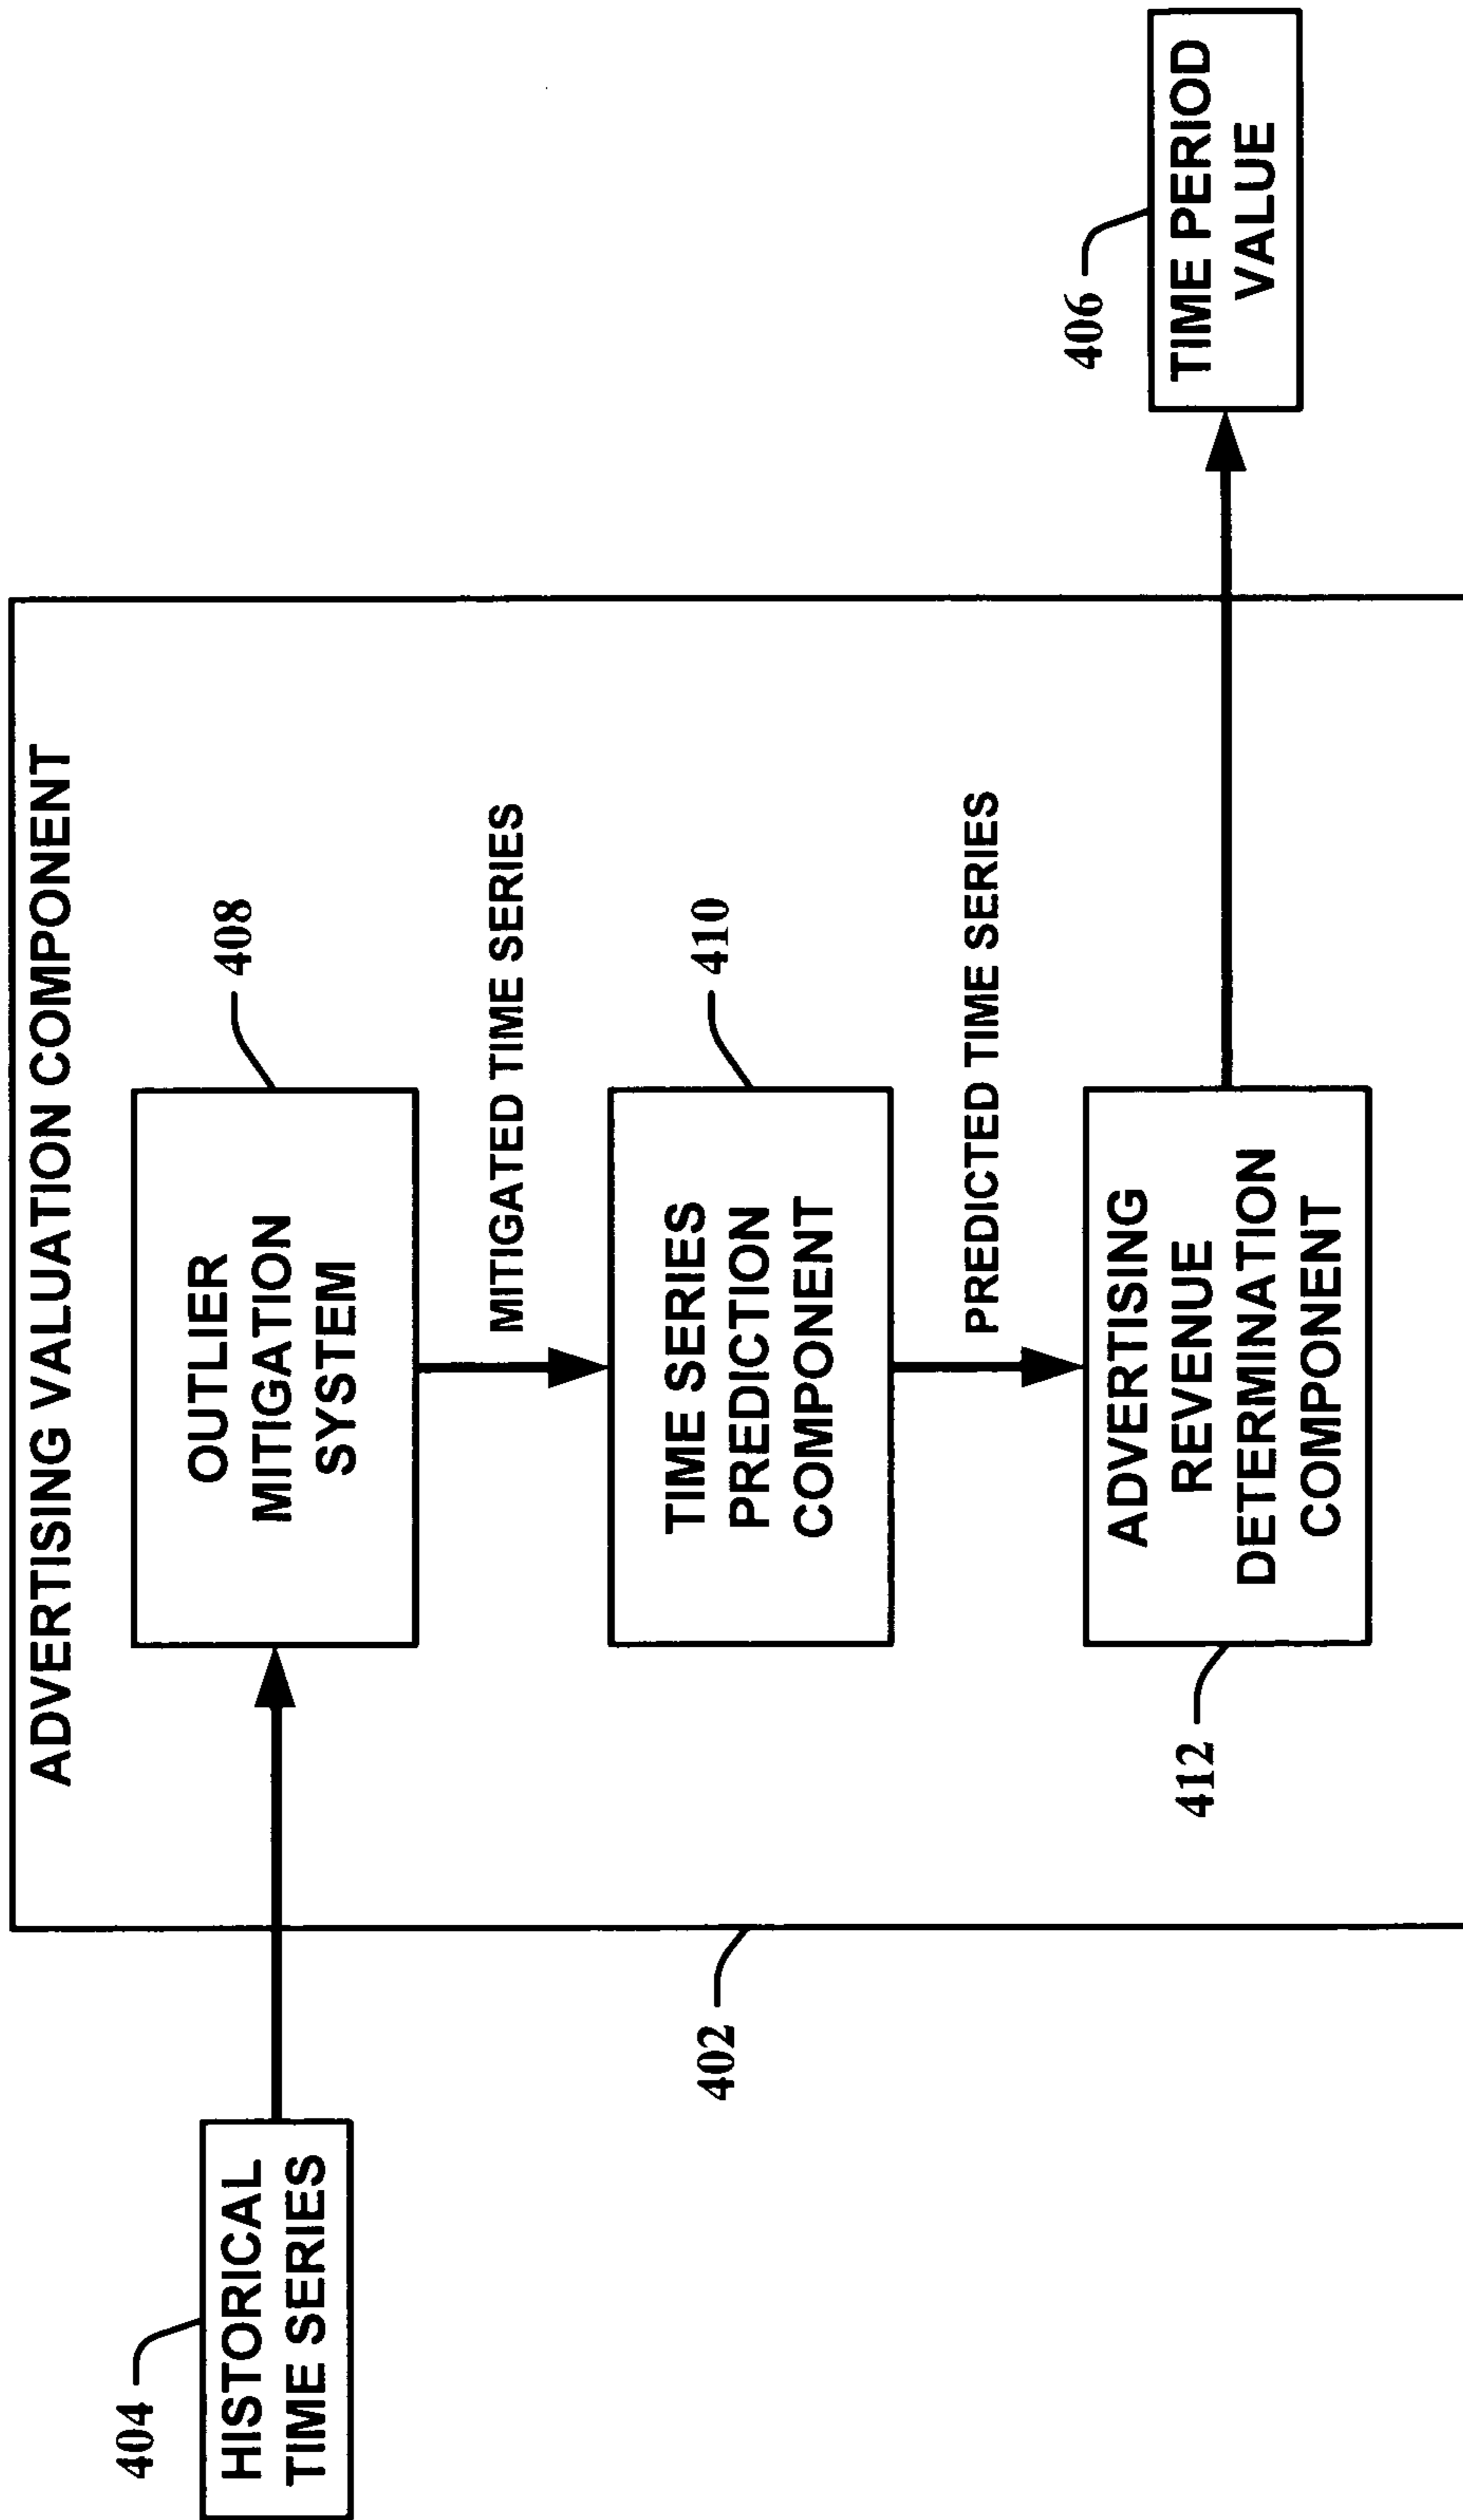 ADVERTISING VALUATION COMPONENT
404
HISTORICAL
TIME SERIES
408
OUTLIER
MITIGATION
SYSTEM
MITIGATED TIME SERIES
402
410
TIME SERIES
PREDICTION
COMPONENT
PREDICTED TIME SERIES
412
ADVERTISING
REVENUE
DETERMINATION
COMPONENT
406
TIME PERIOD
VALUE